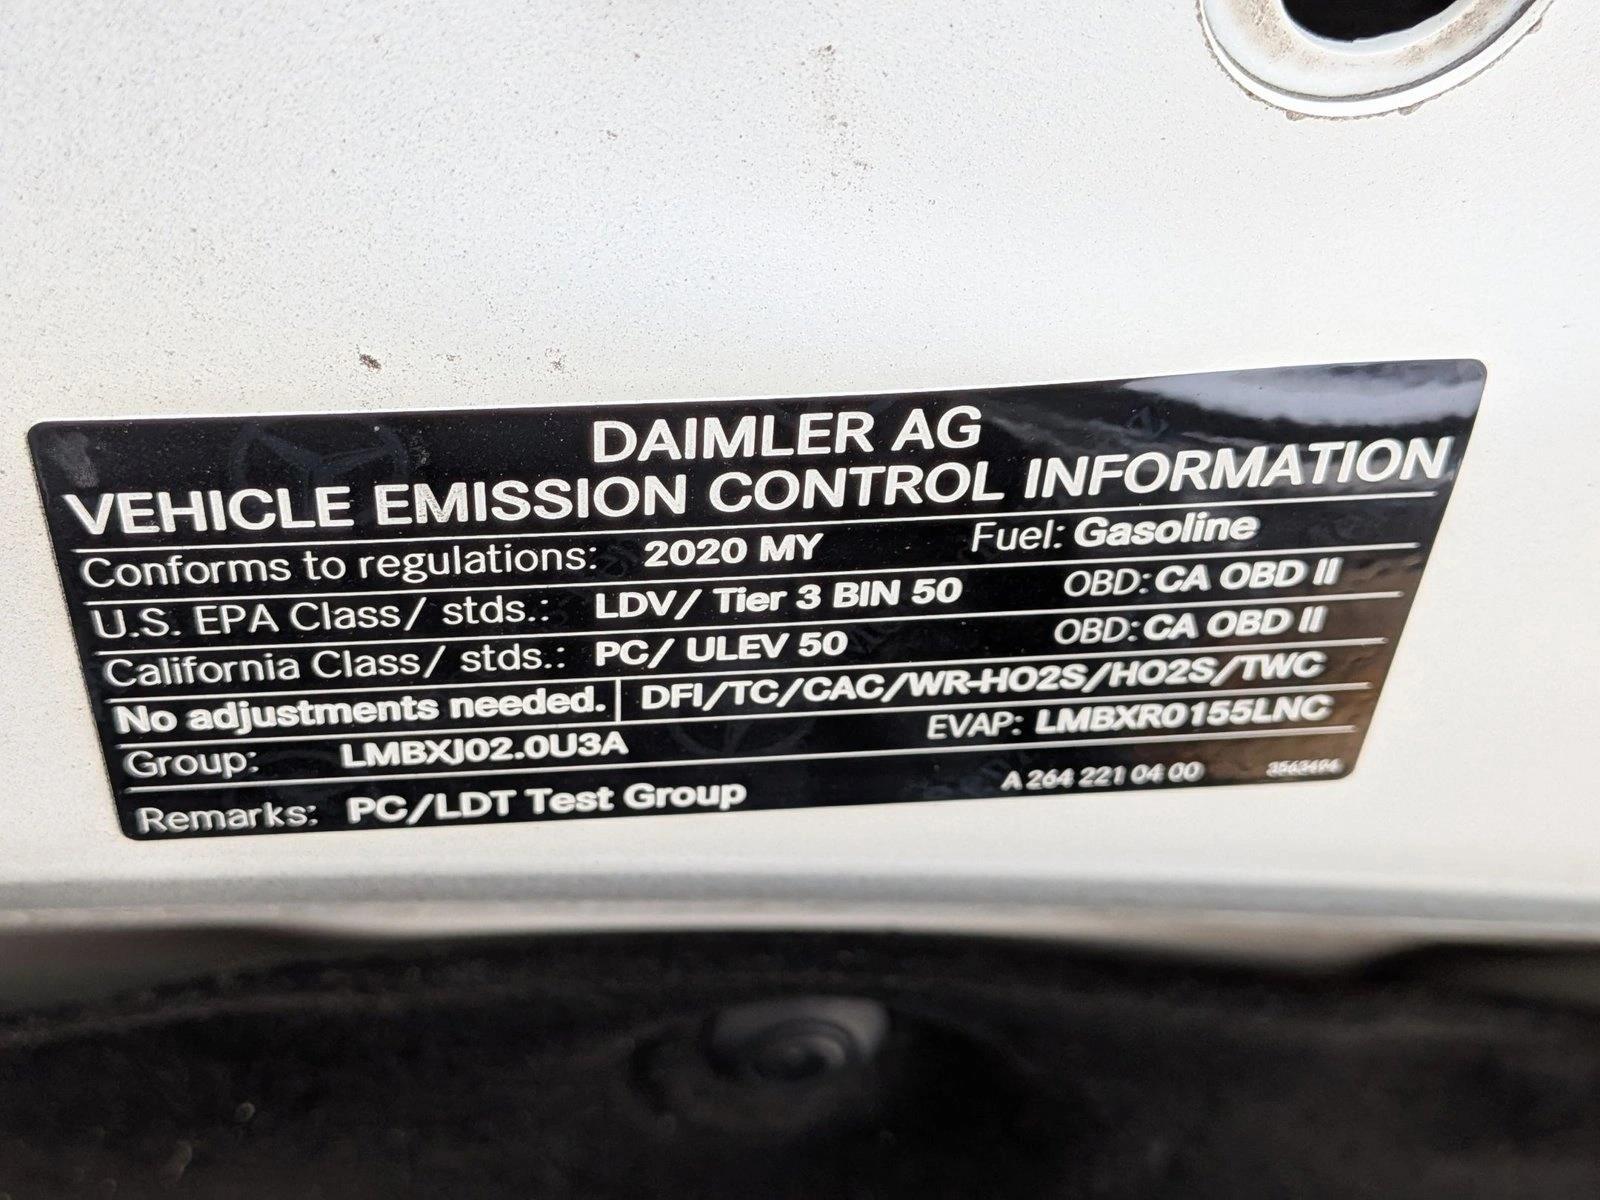 DAIMLER AG
VEHICLE EMISSION CONTROL INFORMATION
Conforms to regulations: 2020 MY Fuel: Gasoline
U.S. EPA Class/ stds.: LDV/ Tier 3 BIN 50 OBD: CA OBD II
California Class/ stds.: PC/ ULEV 50 OBD: CA OBD II
No adjustments needed. DFI/TC/CAC/WR-HO2S/HO2S/TWC
Group: LMBXJ02.0U3A EVAP: LMBXR0155LNC
Remarks: PC/LDT Test Group A 264 221 04 00